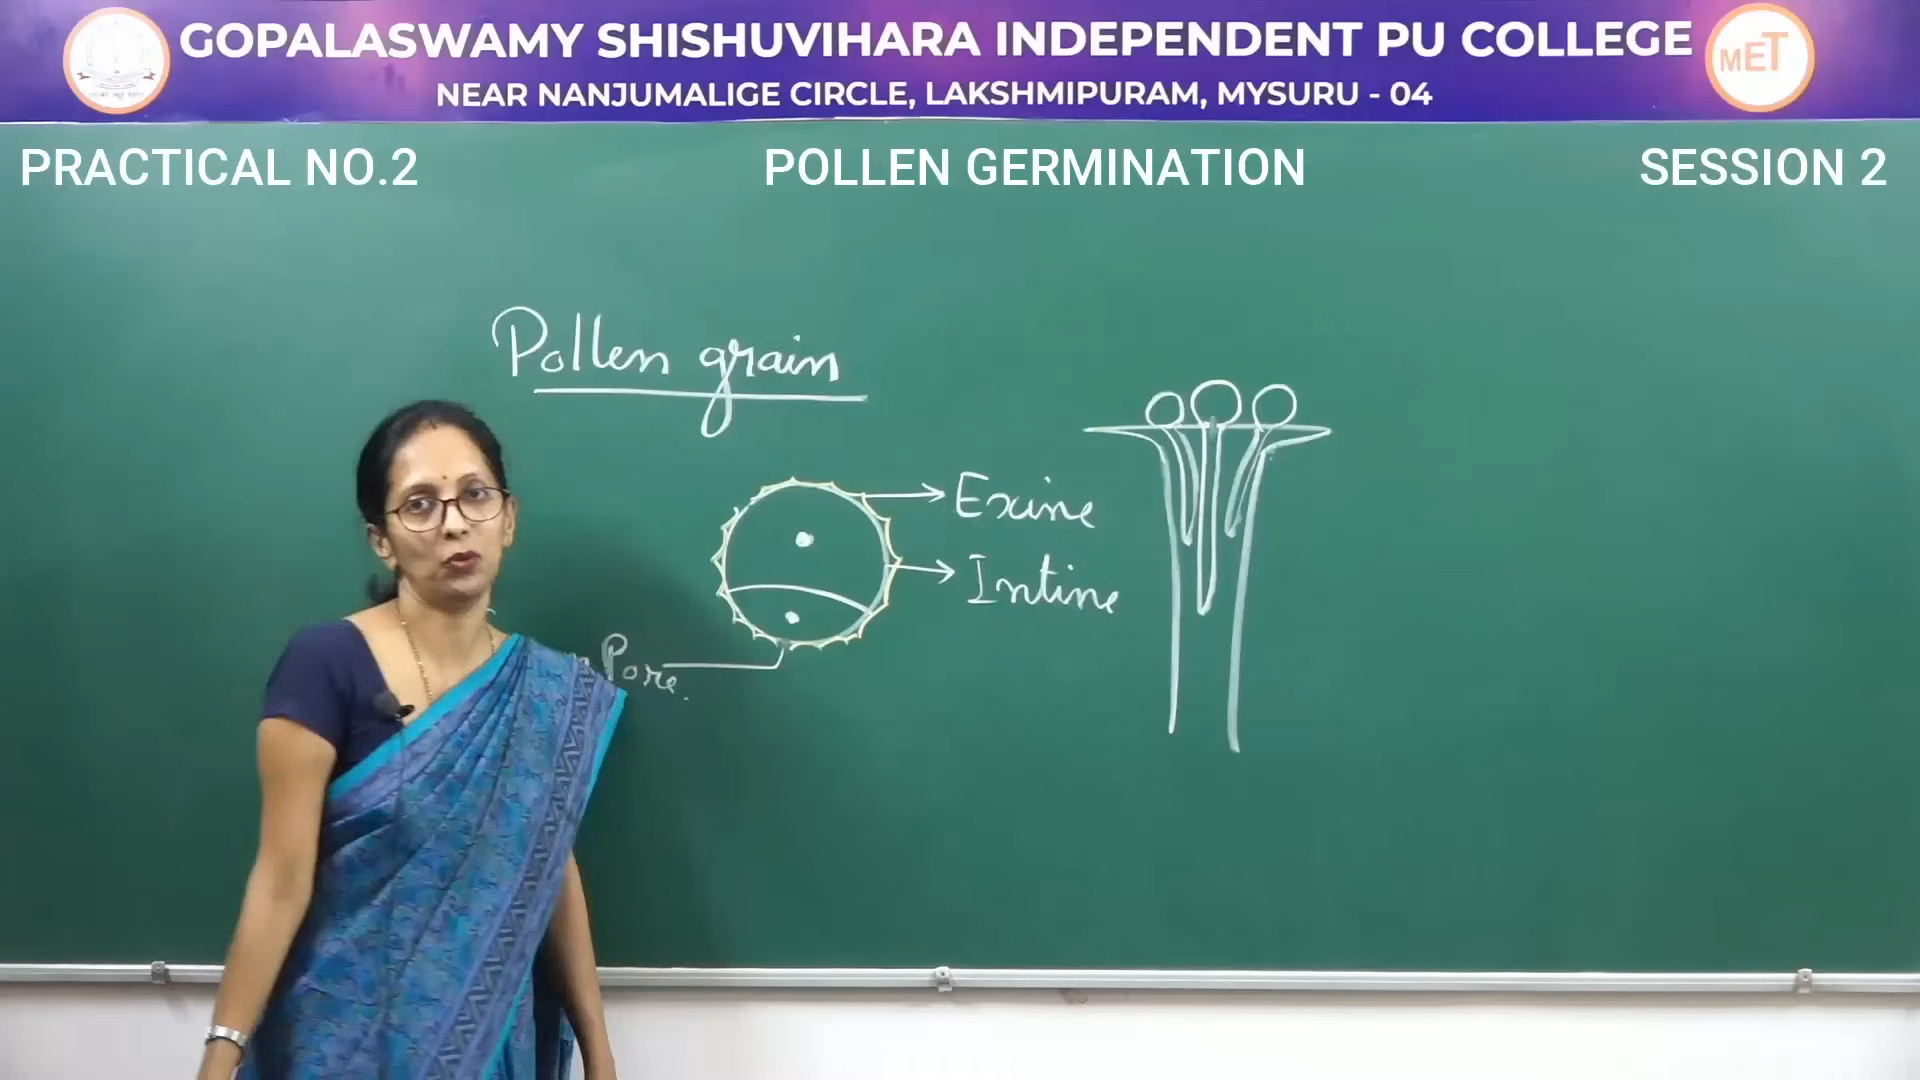 GOPALASWAMY SHISHUVIHARA INDEPENDENT PU COLLEGE
MET
NEAR NANJUMALIGE CIRCLE, LAKSHMIPURAM, MYSURU - 04
PRACTICAL NO.2
POLLEN GERMINATION
SESSION 2
Pollen grain
Exine
Intine
Pore.